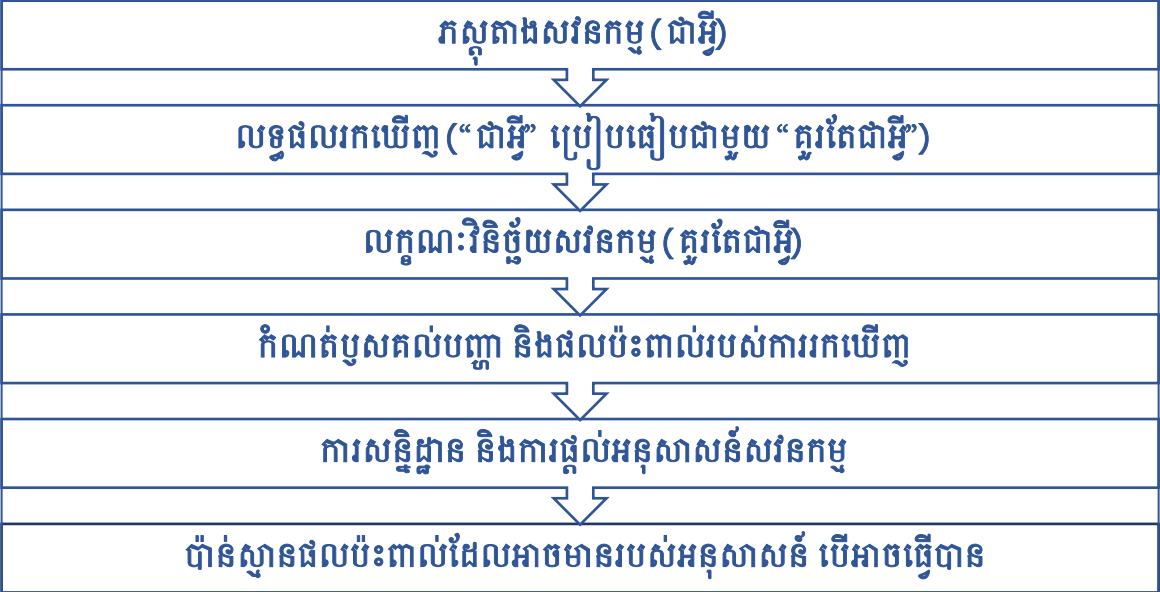 ភស្តុតាងសវនកម្ម (ជាអ្វី)
លទ្ធផលរកឃើញ (“ជាអ្វី” ប្រៀបធៀបជាមួយ “គួរតែជាអ្វី”)
លក្ខណៈវិនិច្ឆ័យសវនកម្ម (គួរតែជាអ្វី)
កំណត់ប្ញសគល់បញ្ហា និងផលប៉ះពាល់របស់ការរកឃើញ
ការសន្និដ្ឋាន និងការផ្តល់អនុសាសន៍សវនកម្ម
ប៉ាន់ស្មានផលប៉ះពាល់ដែលអាចមានរបស់អនុសាសន៍ បើអាចធ្វើបាន